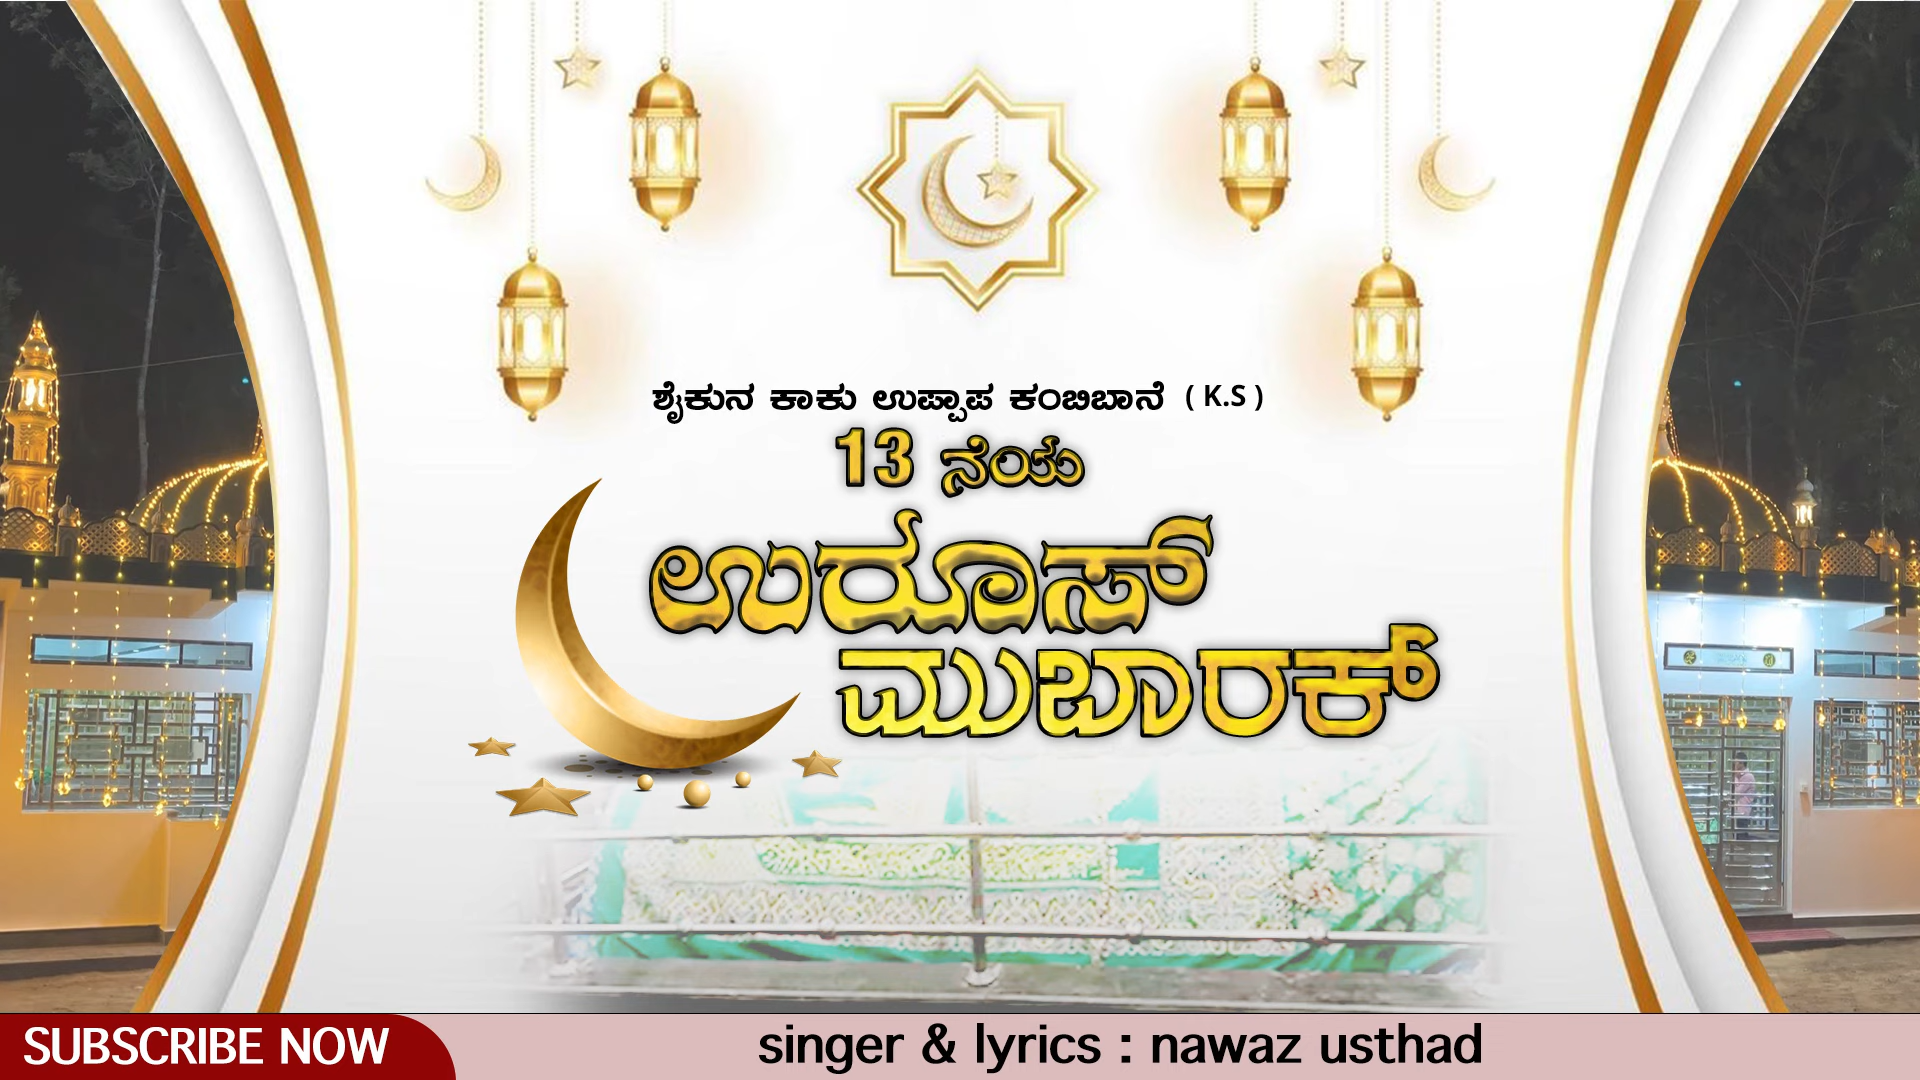 ಶೈಕುನ ಕಾಕು ಉಪ್ಪಾಪ ಕಂಬಿಬಾನೆ ( K.S )
13 ನೆಯ
ಉರೂಸ್
ಮುಬಾರಕ್
SUBSCRIBE NOW
singer & lyrics : nawaz usthad